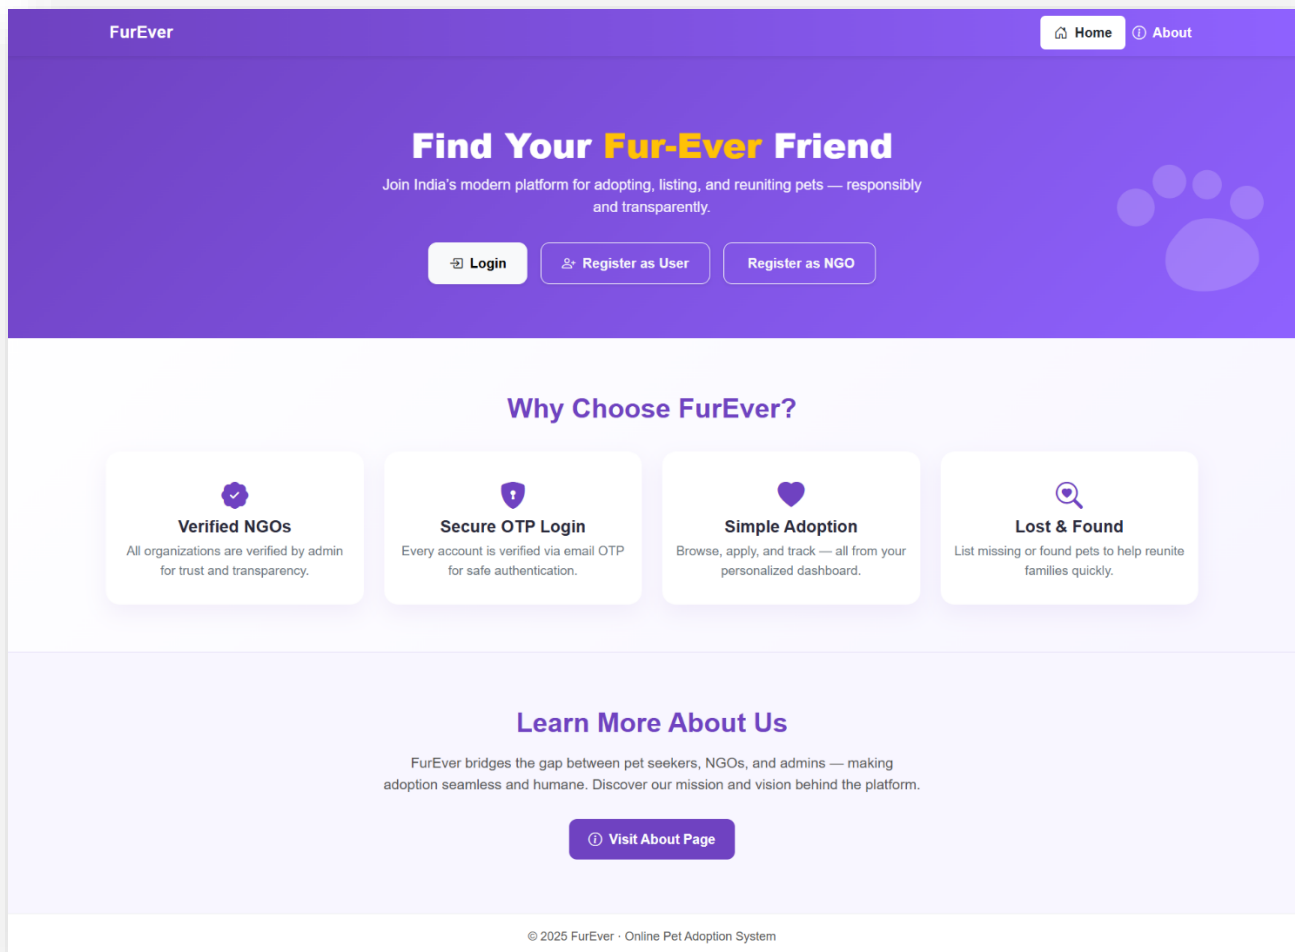 FurEver
Home
About
Find Your Fur-Ever Friend
Join India's modern platform for adopting, listing, and reuniting pets — responsibly
and transparently.
Login
Register as User
Register as NGO
Why Choose FurEver?
Verified NGOs
All organizations are verified by admin
for trust and transparency.
Secure OTP Login
Every account is verified via email OTP
for safe authentication.
Simple Adoption
Browse, apply, and track — all from your
personalized dashboard.
Lost & Found
List missing or found pets to help reunite
families quickly.
Learn More About Us
FurEver bridges the gap between pet seekers, NGOs, and admins — making
adoption seamless and humane. Discover our mission and vision behind the platform.
Visit About Page
© 2025 FurEver · Online Pet Adoption System